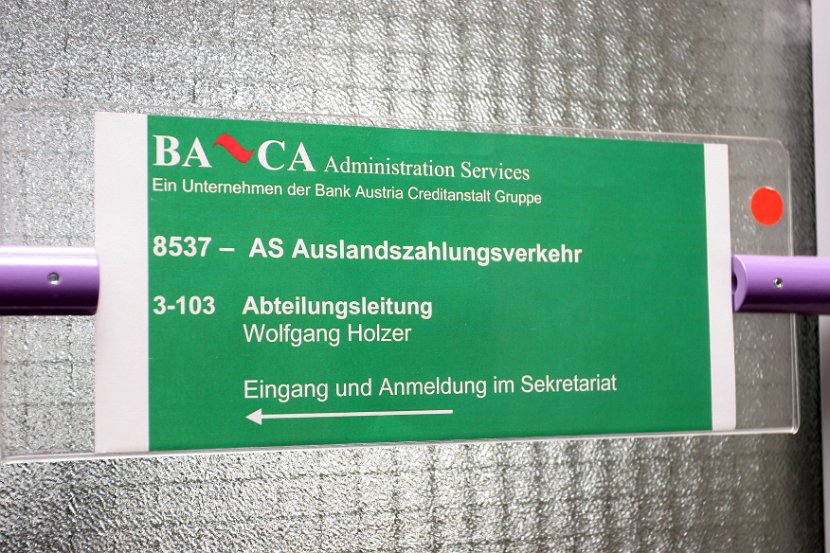 BA CA Administration Services
Ein Unternehmen der Bank Austria Creditanstalt Gruppe
8537 – AS Auslandszahlungsverkehr
3-103 Abteilungsleitung
Wolfgang Holzer
Eingang und Anmeldung im Sekretariat